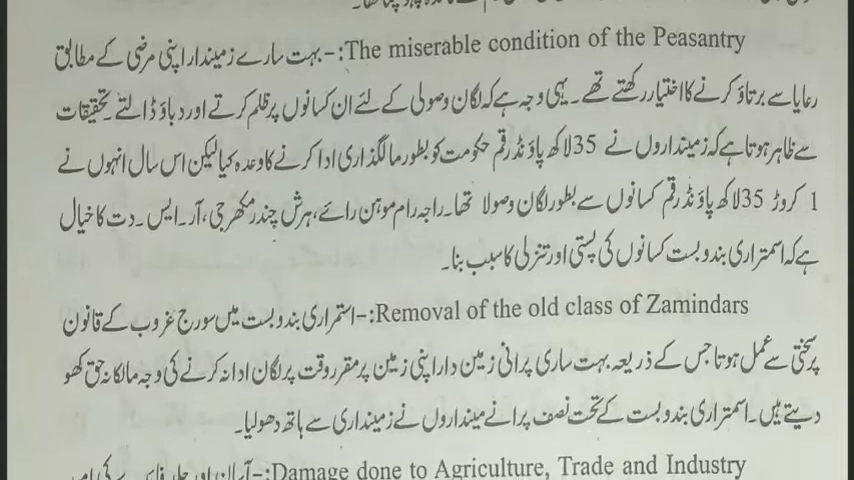 The miserable condition of the Peasantry:- بہت سارے زمیندار اپنی مرضی کے مطابق
رعایا سے برتاؤ کرنے کا اختیار رکھتے تھے۔ یہی وجہ ہے کہ لگان وصولی کے لئے ان کسانوں پر ظلم کرتے اور دباؤ ڈالتے۔ تحقیقات
سے ظاہر ہوتا ہے کہ زمینداروں نے 35 لاکھ پاؤنڈ رقم حکومت کو بطور مالگذاری ادا کرنے کا وعدہ کیا لیکن اس سال انہوں نے
1 کروڑ 35 لاکھ پاؤنڈ رقم کسانوں سے بطور لگان وصولا تھا۔ راجہ رام موہن رائے، ہرش چندر مکھرجی، آر۔ ایس۔ دت کا خیال
ہے کہ استمراری بندوبست کسانوں کی پستی اور تنزلی کا سبب بنا۔
Removal of the old class of Zamindars:- استمراری بندوبست میں سورج غروب کے قانون
پر سختی سے عمل ہوتا جس کے ذریعہ بہت ساری پرانی زمین دار اپنی زمین پر مقرر وقت پر لگان ادا نہ کرنے کی وجہ مالکانہ حق کھو
دیتے ہیں۔ استمراری بندوبست کے تحت نصف پرانے مینداروں نے زمینداری سے ہاتھ دھولیا۔
Damage done to Agriculture, Trade and Industry:-